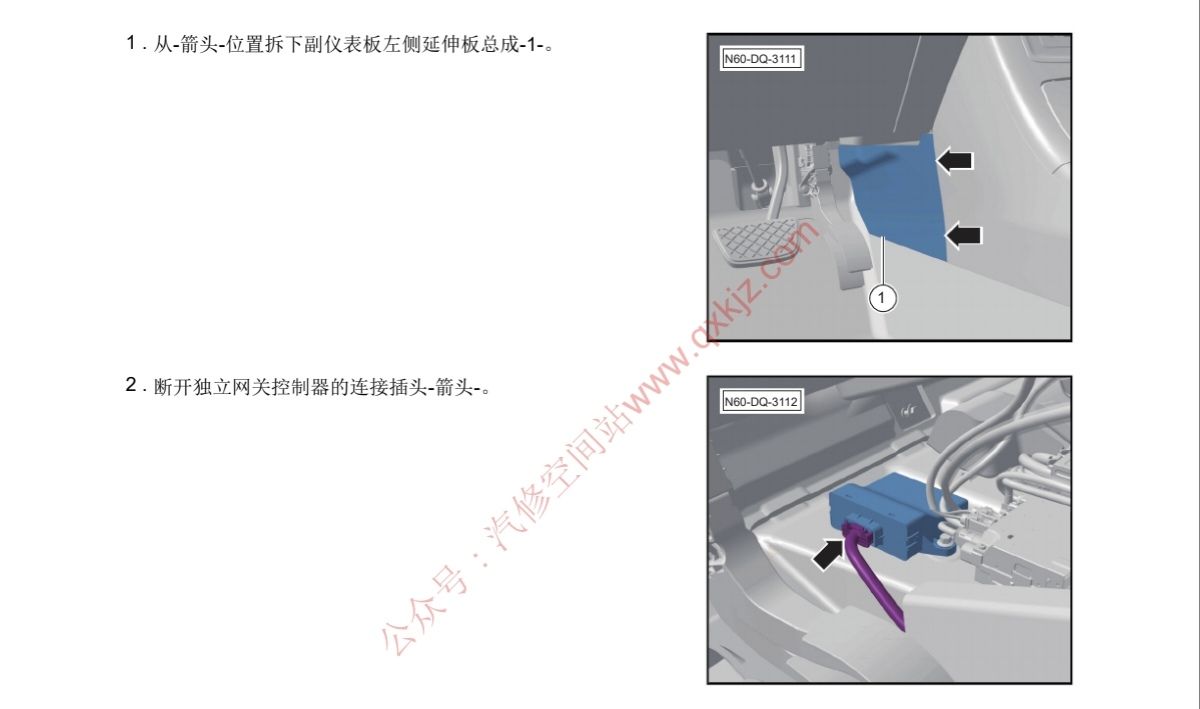 1 . 从-箭头-位置拆下副仪表板左侧延伸板总成-1-。
N60-DQ-3111
1
2 . 断开独立网关控制器的连接插头-箭头-。
N60-DQ-3112
公众号：汽修空间站www.qxkjz.com